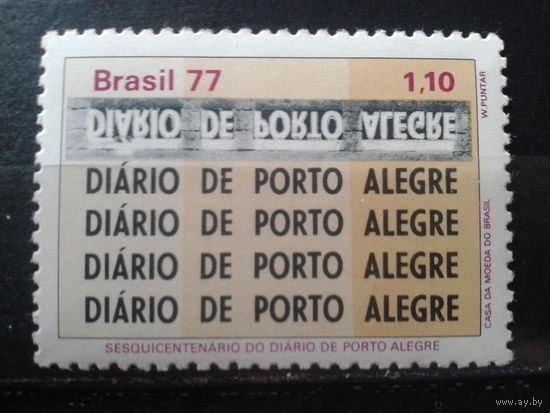 Brasil 77 1,10
DIÁRIO DE PORTO ALEGRE
DIÁRIO DE PORTO ALEGRE
DIÁRIO DE PORTO ALEGRE
DIÁRIO DE PORTO ALEGRE
DIÁRIO DE PORTO ALEGRE
SESQUICENTENÁRIO DO DIÁRIO DE PORTO ALEGRE
W. PUNTAR
CASA DA MOEDA DO BRASIL
www.ay.by